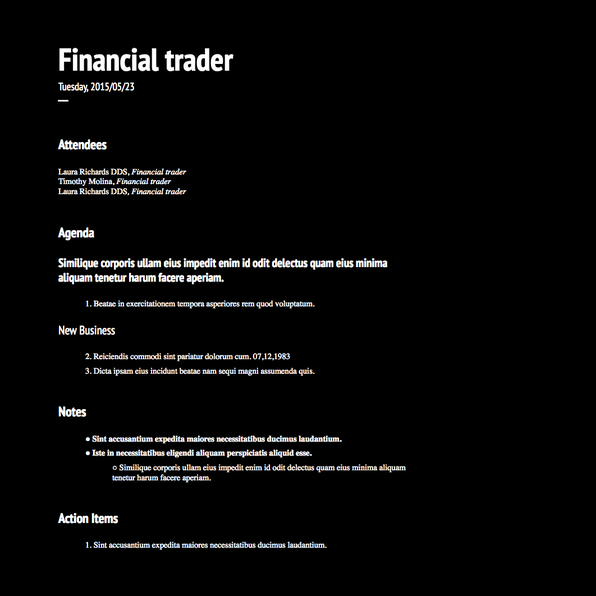 Financial trader
Tuesday, 2015/05/23
—
Attendees
Laura Richards DDS, Financial trader
Timothy Molina, Financial trader
Laura Richards DDS, Financial trader
Agenda
Similique corporis ullam eius impedit enim id odit delectus quam eius minima
aliquam tenetur harum facere aperiam.
1. Beatae in exercitationem tempora asperiores rem quod voluptatum.
New Business
2. Reiciendis commodi sint pariatur dolorum cum. 07,12,1983
3. Dicta ipsam eius incidunt beatae nam sequi magni assumenda quis.
Notes
● Sint accusantium expedita maiores necessitatibus ducimus laudantium.
● Iste in necessitatibus eligendi aliquam perspiciatis aliquid esse.
○ Similique corporis ullam eius impedit enim id odit delectus quam eius minima aliquam
tenetur harum facere aperiam.
Action Items
1. Sint accusantium expedita maiores necessitatibus ducimus laudantium.